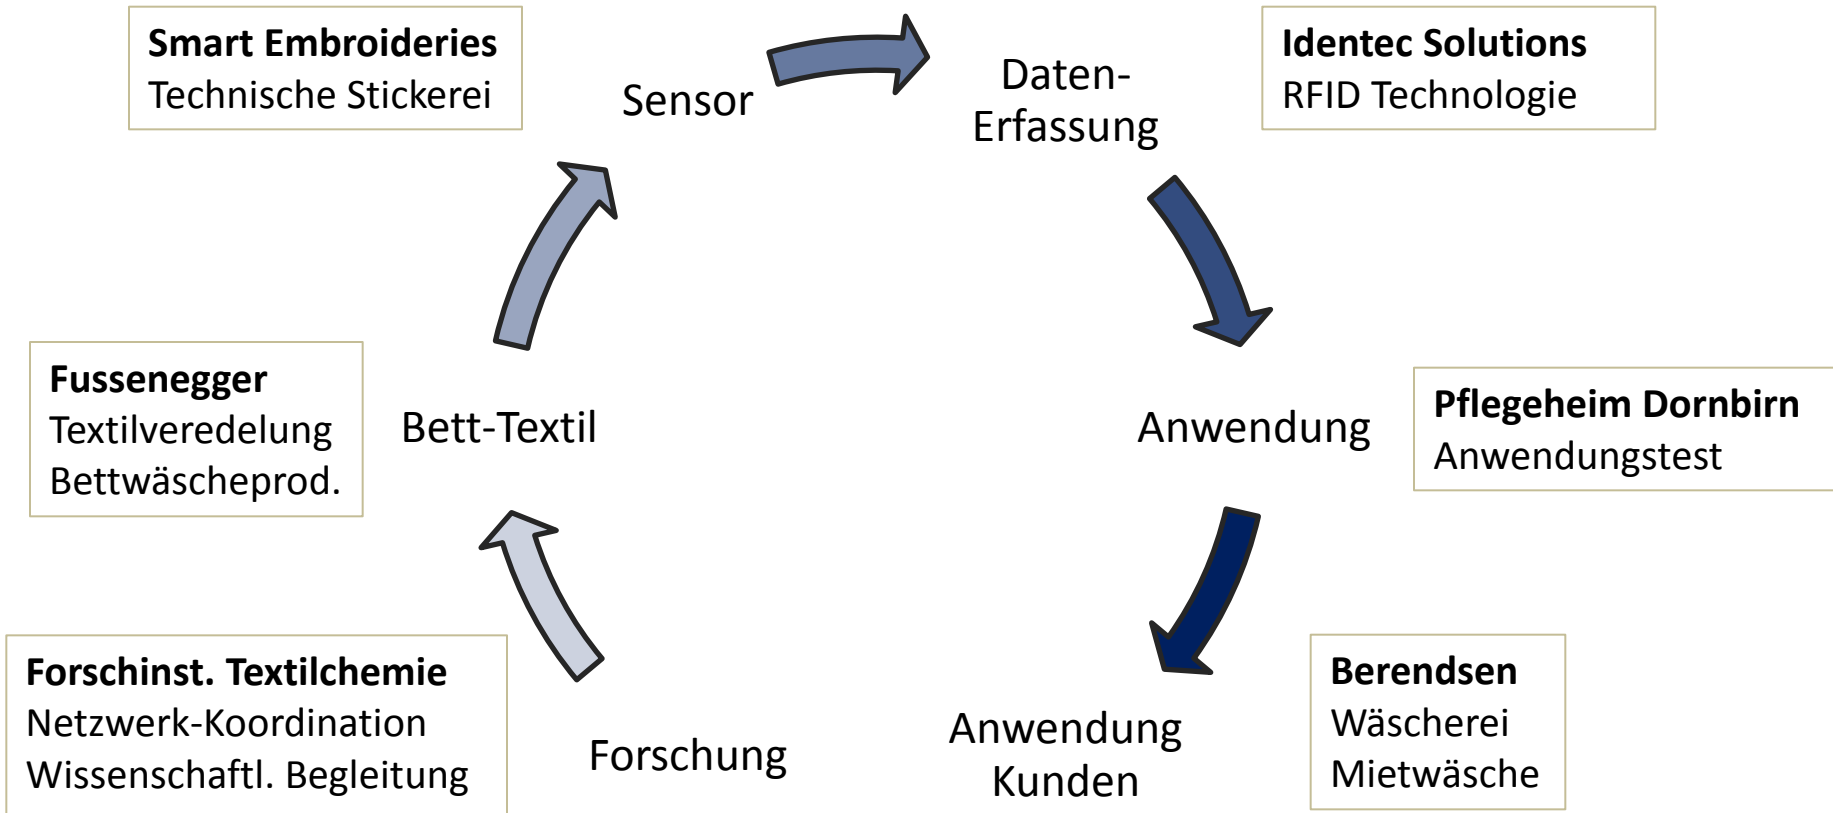 Smart Embroideries
Technische Stickerei
Sensor
Daten-
Erfassung
Identec Solutions
RFID Technologie
Fussenegger
Textilveredelung
Bettwäscheprod.
Bett-Textil
Anwendung
Pflegeheim Dornbirn
Anwendungstest
Forschinst. Textilchemie
Netzwerk-Koordination
Wissenschaftl. Begleitung
Forschung
Anwendung
Kunden
Berendsen
Wäscherei
Mietwäsche